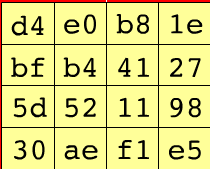 d4 e0 b8 1e
bf b4 41 27
5d 52 11 98
30 ae f1 e5